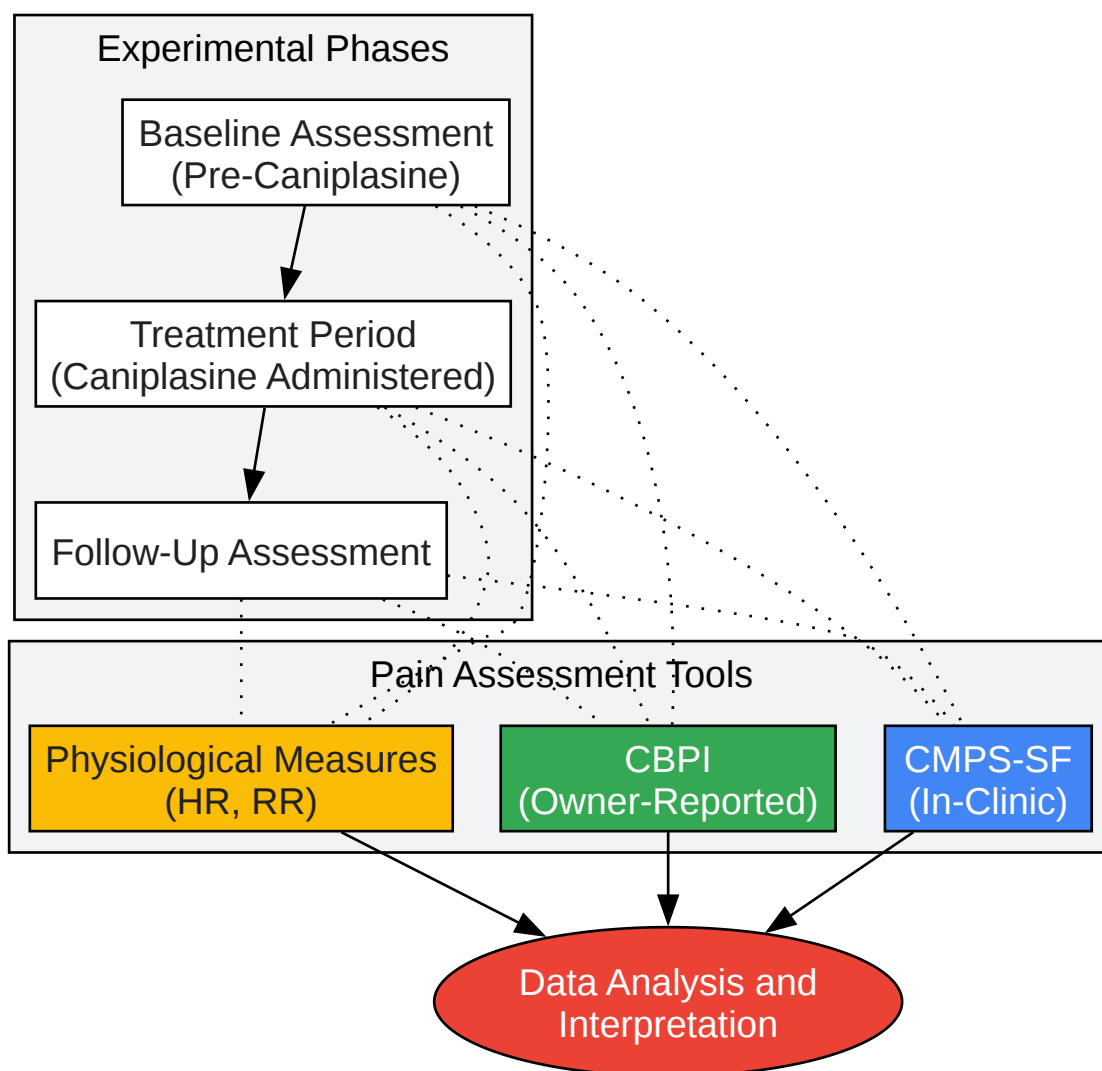 Experimental Phases
Baseline Assessment
(Pre-Caniplasine)
Treatment Period
(Caniplasine Administered)
Follow-Up Assessment
Pain Assessment Tools
Physiological Measures
(HR, RR)
CBPI
(Owner-Reported)
CMPS-SF
(In-Clinic)
Data Analysis and
Interpretation